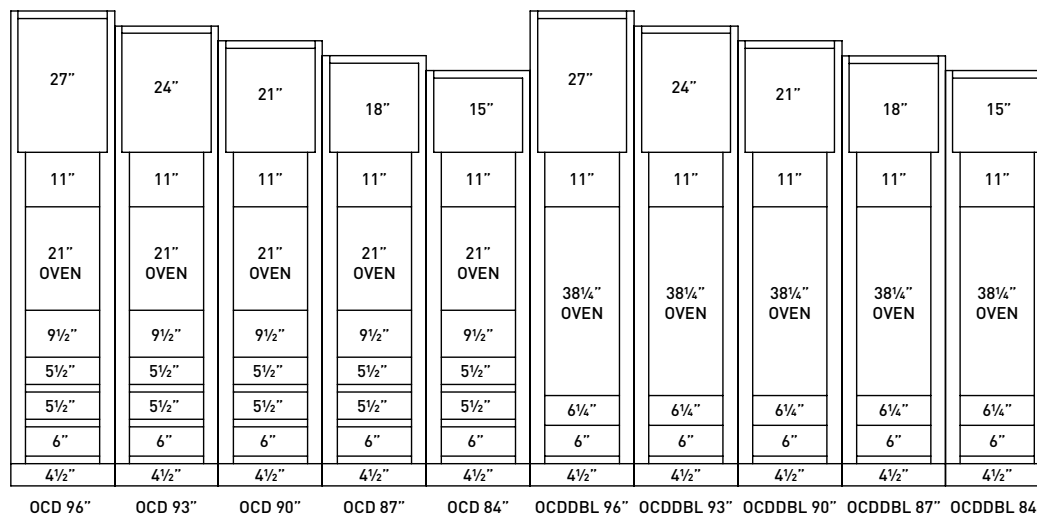 27” 24” 21” 18” 15” 27” 24” 21” 18” 15”
11” 11” 11” 11” 11” 11” 11” 11” 11” 11”
21” 21” 21” 21” 21”
OVEN OVEN OVEN OVEN OVEN
38¼” 38¼” 38¼” 38¼” 38¼”
OVEN OVEN OVEN OVEN OVEN
9½” 9½” 9½” 9½” 9½”
5½” 5½” 5½” 5½” 5½”
5½” 5½” 5½” 5½” 5½” 6¼” 6¼” 6¼” 6¼” 6¼”
6” 6” 6” 6” 6” 6” 6” 6” 6” 6”
4½” 4½” 4½” 4½” 4½” 4½” 4½” 4½” 4½” 4½”
OCD 96” OCD 93” OCD 90” OCD 87” OCD 84” OCDDBL 96” OCDDBL 93” OCDDBL 90” OCDDBL 87” OCDDBL 84